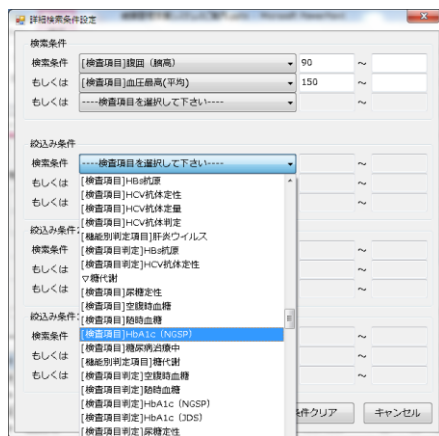 詳細検索条件設定
検索条件
検索条件 [検査項目]腹囲（臍高） 90 ～
もしくは [検査項目]血圧最高(平均) 150 ～
もしくは ----検査項目を選択して下さい---- ～
絞込み条件
検索条件 ----検査項目を選択して下さい---- ～
もしくは [検査項目]HBs抗原 ～
[検査項目]HCV抗体定性
もしくは [検査項目]HCV抗体定量 ～
[検査項目]HCV抗体判定
絞込み条件2 [機能別判定項目]肝炎ウイルス
検索条件 [検査項目判定]HBs抗原 ～
[検査項目判定]HCV抗体定性
もしくは ▽糖代謝 ～
もしくは [検査項目]尿糖定性 ～
[検査項目]空腹時血糖
絞込み条件 [検査項目]随時血糖
検索条件 [検査項目]HbA1c（NGSP） ～
もしくは [検査項目]糖尿病治療中 ～
[機能別判定項目]糖代謝
もしくは [検査項目判定]空腹時血糖 ～
[検査項目判定]随時血糖
[検査項目判定]HbA1c（NGSP）
[検査項目判定]HbA1c（JDS） 件クリア キャンセル
[検査項目判定]尿糖定性